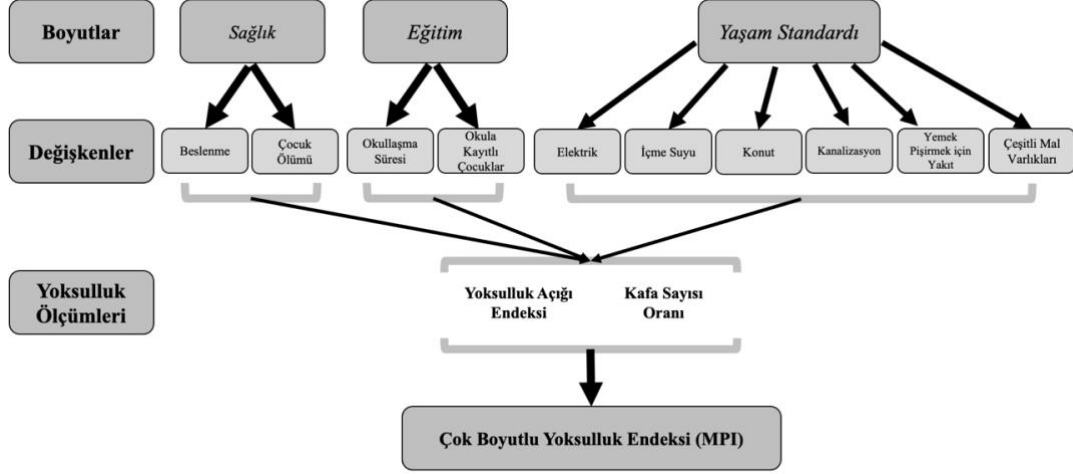 Boyutlar
Sağlık
Eğitim
Yaşam Standardı
Değişkenler
Beslenme
Çocuk
Ölümü
Okullaşma
Süresi
Okula
Kayıtlı
Çocuklar
Elektrik
İçme Suyu
Konut
Kanalizasyon
Yemek
Pişirmek için
Yakıt
Çeşitli Mal
Varlıkları
Yoksulluk
Ölçümleri
Yoksulluk Açığı
Endeksi
Kafa Sayısı
Oranı
Çok Boyutlu Yoksulluk Endeksi (MPI)